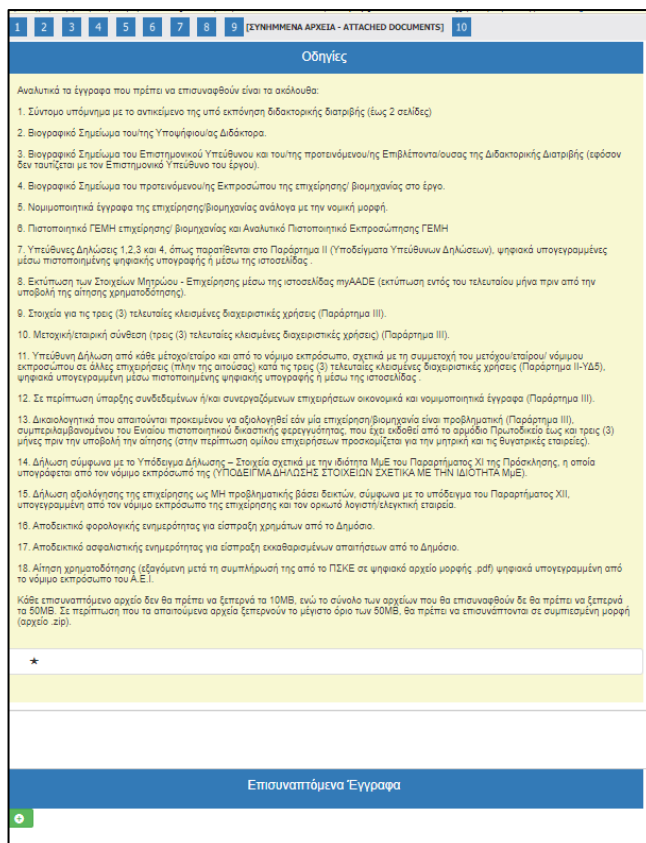 1 2 3 4 5 6 7 8 9 [ΣΥΝΗΜΜΕΝΑ ΑΡΧΕΙΑ - ATTACHED DOCUMENTS] 10
Οδηγίες
Αναλυτικά τα έγγραφα που πρέπει να επισυναφθούν είναι τα ακόλουθα:
1. Σύντομο υπόμνημα με το αντικείμενο της υπό εκπόνηση διδακτορικής διατριβής (έως 2 σελίδες)
2. Βιογραφικό Σημείωμα του/της Υποψήφιου/ας Διδάκτορα.
3. Βιογραφικό Σημείωμα του Επιστημονικού Υπεύθυνου και του/της προτεινόμενου/ης Επιβλέποντα/ουσας της Διδακτορικής Διατριβής (εφόσον
δεν ταυτίζεται με τον Επιστημονικό Υπεύθυνο του έργου).
4. Βιογραφικό Σημείωμα του προτεινόμενου/ης Εκπροσώπου της επιχείρησης/ βιομηχανίας στο έργο.
5. Νομιμοποιητικά έγγραφα της επιχείρησης/βιομηχανίας ανάλογα με την νομική μορφή.
6. Πιστοποιητικό ΓΕΜΗ επιχείρησης/ βιομηχανίας και Αναλυτικό Πιστοποιητικό Εκπροσώπησης ΓΕΜΗ
7. Υπεύθυνες Δηλώσεις 1,2,3 και 4, όπως παρατίθενται στο Παράρτημα ΙΙ (Υποδείγματα Υπεύθυνων Δηλώσεων), ψηφιακά υπογεγραμμένες
μέσω πιστοποιημένης ψηφιακής υπογραφής ή μέσω της ιστοσελίδας .
8. Εκτύπωση των Στοιχείων Μητρώου - Επιχείρησης μέσω της ιστοσελίδας myAADE (εκτύπωση εντός του τελευταίου μήνα πριν από την
υποβολή της αίτησης χρηματοδότησης).
9. Στοιχεία για τις τρεις (3) τελευταίες κλεισμένες διαχειριστικές χρήσεις (Παράρτημα ΙΙΙ).
10. Μετοχική/εταιρική σύνθεση (τρεις (3) τελευταίες κλεισμένες διαχειριστικές χρήσεις) (Παράρτημα ΙΙΙ).
11. Υπεύθυνη Δήλωση από κάθε μέτοχο/εταίρο και από το νόμιμο εκπρόσωπο, σχετικά με τη συμμετοχή του μετόχου/εταίρου/ νόμιμου
εκπροσώπου σε άλλες επιχειρήσεις (πλην της αιτούσας) κατά τις τρεις (3) τελευταίες κλεισμένες διαχειριστικές χρήσεις (Παράρτημα ΙΙ-ΥΔ5),
ψηφιακά υπογεγραμμένη μέσω πιστοποιημένης ψηφιακής υπογραφής ή μέσω της ιστοσελίδας .
12. Σε περίπτωση ύπαρξης συνδεδεμένων ή/και συνεργαζόμενων επιχειρήσεων οικονομικά και νομιμοποιητικά έγγραφα (Παράρτημα ΙΙΙ).
13. Δικαιολογητικά που απαιτούνται προκειμένου να αξιολογηθεί εάν μία επιχείρηση/βιομηχανία είναι προβληματική (Παράρτημα ΙΙΙ),
συμπεριλαμβανομένου του Ενιαίου πιστοποιητικού δικαστικής φερεγγυότητας, που έχει εκδοθεί από το αρμόδιο Πρωτοδικείο έως και τρεις (3)
μήνες πριν την υποβολή την αίτησης (στην περίπτωση ομίλου επιχειρήσεων προσκομίζεται για την μητρική και τις θυγατρικές εταιρείες).
14. Δήλωση σύμφωνα με το Υπόδειγμα Δήλωσης – Στοιχεία σχετικά με την ιδιότητα ΜμΕ του Παραρτήματος ΧΙ της Πρόσκλησης, η οποία
υπογράφεται από τον νόμιμο εκπρόσωπό της (ΥΠΟΔΕΙΓΜΑ ΔΗΛΩΣΗΣ ΣΤΟΙΧΕΙΩΝ ΣΧΕΤΙΚΑ ΜΕ ΤΗΝ ΙΔΙΟΤΗΤΑ ΜμΕ).
15. Δήλωση αξιολόγησης της επιχείρησης ως ΜΗ προβληματικής βάσει δεικτών, σύμφωνα με το υπόδειγμα του Παραρτήματος ΧΙΙ,
υπογεγραμμένη από τον νόμιμο εκπρόσωπο της επιχείρησης και τον ορκωτό λογιστή/ελεγκτική εταιρεία.
16. Αποδεικτικό φορολογικής ενημερότητας για είσπραξη χρημάτων από το Δημόσιο.
17. Αποδεικτικό ασφαλιστικής ενημερότητας για είσπραξη εκκαθαρισμένων απαιτήσεων από το Δημόσιο.
18. Αίτηση χρηματοδότησης (εξαγόμενη μετά τη συμπλήρωσή της από το ΠΣΚΕ σε ψηφιακό αρχείο μορφής .pdf) ψηφιακά υπογεγραμμένη από
το νόμιμο εκπρόσωπο του Α.Ε.Ι.
Κάθε επισυναπτόμενο αρχείο δεν θα πρέπει να ξεπερνά τα 10MB, ενώ το σύνολο των αρχείων που θα επισυναφθούν δε θα πρέπει να ξεπερνά
τα 50MB. Σε περίπτωση που τα απαιτούμενα αρχεία ξεπερνούν το μέγιστο όριο των 50MB, θα πρέπει να επισυνάπτονται σε συμπιεσμένη μορφή
(αρχείο .zip).
Επισυναπτόμενα Έγγραφα